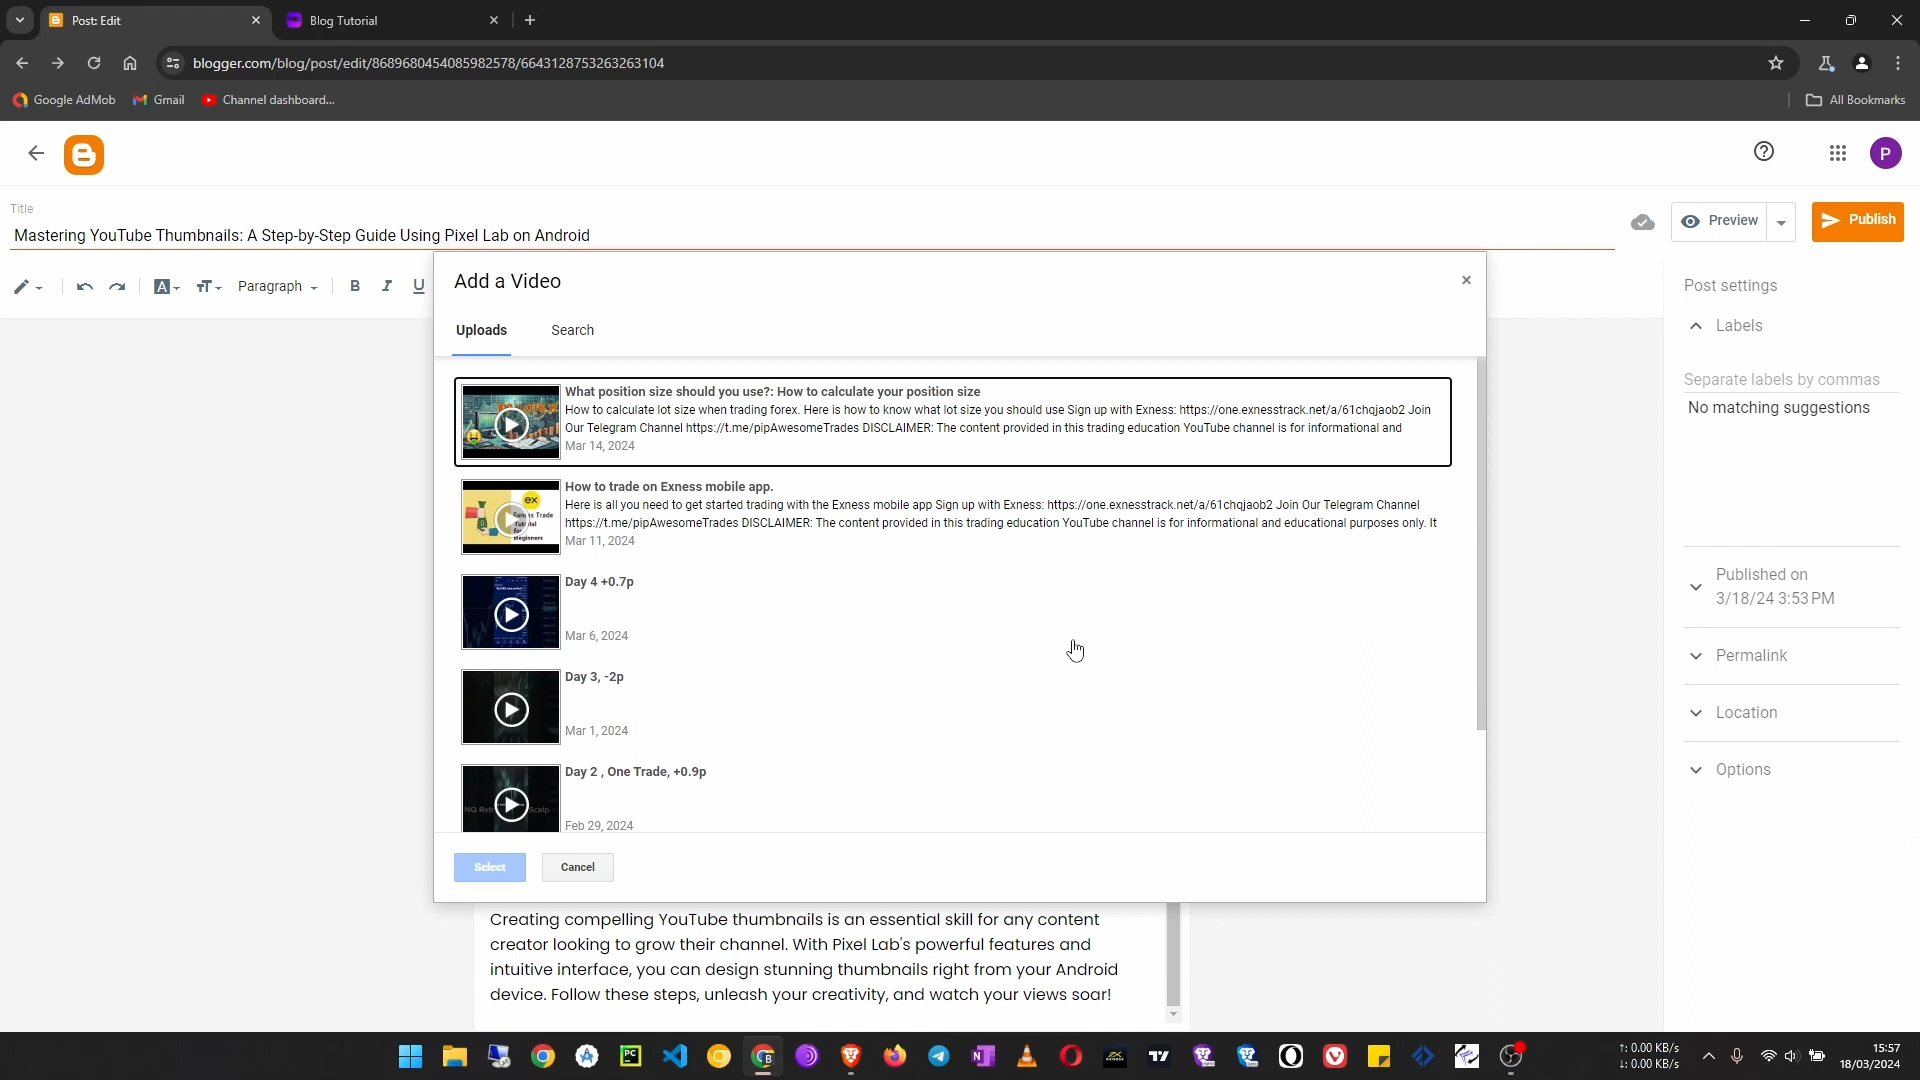 Post: Edit
Blog Tutorial
blogger.com/blog/post/edit/8689680454085982578/6643128753263263104
Google AdMob
Gmail
Channel dashboard...
All Bookmarks
P
Title
Mastering YouTube Thumbnails: A Step-by-Step Guide Using Pixel Lab on Android
Preview
Publish
Paragraph
B
I
U
Add a Video
×
Uploads
Search
What position size should you use?: How to calculate your position size
How to calculate lot size when trading forex. Here is how to know what lot size you should use Sign up with Exness: https://one.exnesstrack.net/a/61chqjaob2 Join
Our Telegram Channel https://t.me/pipAwesomeTrades DISCLAIMER: The content provided in this trading education YouTube channel is for informational and
Mar 14, 2024
ex
Exness Trade
Tutorial
for
Beginners
How to trade on Exness mobile app.
Here is all you need to get started trading with the Exness mobile app Sign up with Exness: https://one.exnesstrack.net/a/61chqjaob2 Join Our Telegram Channel
https://t.me/pipAwesomeTrades DISCLAIMER: The content provided in this trading education YouTube channel is for informational and educational purposes only. It
Mar 11, 2024
Day 4 +0.7p
Mar 6, 2024
Day 3, -2p
Mar 1, 2024
Day 2 , One Trade, +0.9p
Feb 29, 2024
Select
Cancel
Post settings
Labels
Separate labels by commas
No matching suggestions
Published on
3/18/24 3:53 PM
Permalink
Location
Options
Creating compelling YouTube thumbnails is an essential skill for any content
creator looking to grow their channel. With Pixel Lab's powerful features and
intuitive interface, you can design stunning thumbnails right from your Android
device. Follow these steps, unleash your creativity, and watch your views soar!
↑: 0.00 KB/s
↓: 0.00 KB/s
15:57
18/03/2024